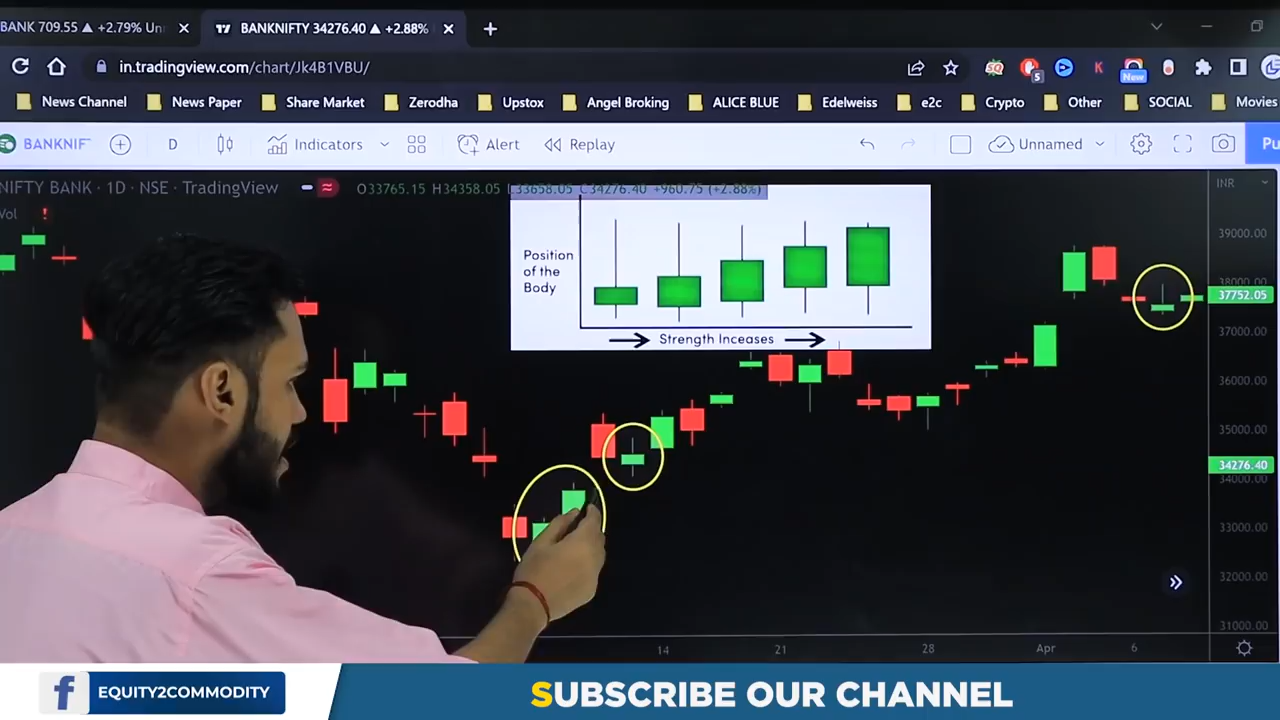 BANK 709.55 ▲ +2.79%
BANKNIFTY 34276.40 ▲ +2.88%
in.tradingview.com/chart/Jk4B1VBU/
5
New
News Channel
News Paper
Share Market
Zerodha
Upstox
Angel Broking
ALICE BLUE
Edelweiss
e2c
Crypto
Other
SOCIAL
Movies
BANKNIF
D
Indicators
Alert
Replay
Unnamed
Pu
NIFTY BANK · 1D · NSE · TradingView
O33765.15 H34358.05 L33658.05 C34276.40 +960.75 (+2.88%)
INR
Vol
Position
of the
Body
Strength Inceases
39000.00
38000.00
37752.05
37000.00
36000.00
35000.00
34276.40
34000.00
33000.00
32000.00
31000.00
14
21
28
Apr
6
f
EQUITY2COMMODITY
SUBSCRIBE OUR CHANNEL